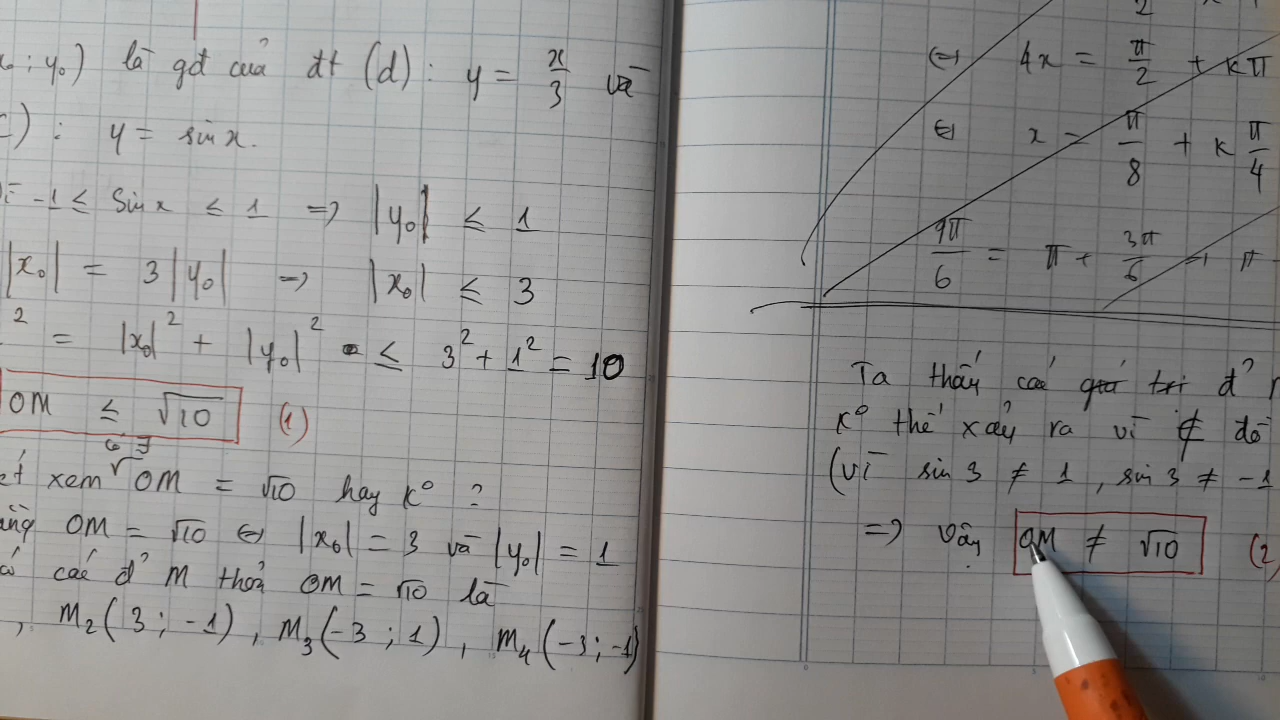 ; y₀) là gđ của đt (d) : y = x/3 và
) : y = sin x.
-1 ≤ Sin x ≤ 1 => |y₀| ≤ 1
|x₀| = 3 |y₀| => |x₀| ≤ 3
² = |x₀|² + |y₀|² ≤ 3² + 1² = 10
OM ≤ √10 (1)
xem có OM = √10 hay k° ?
OM = √10 <=> |x₀| = 3 và |y₀| = 1
các đ' M thỏa OM = √10 là
, M₂(3 ; -1) , M₃(-3 ; 1) , M₄(-3 ; -1)
2
<=> 4x = π/2 + kπ
<=> x = π/8 + k π/4
9π/6 = π + 3π/6 → π
Ta thấy các đ'
k° thể xảy ra vì ∉ đồ
(vì sin 3 ≠ 1 , sin 3 ≠ -1
=> Vậy OM ≠ √10 (2)